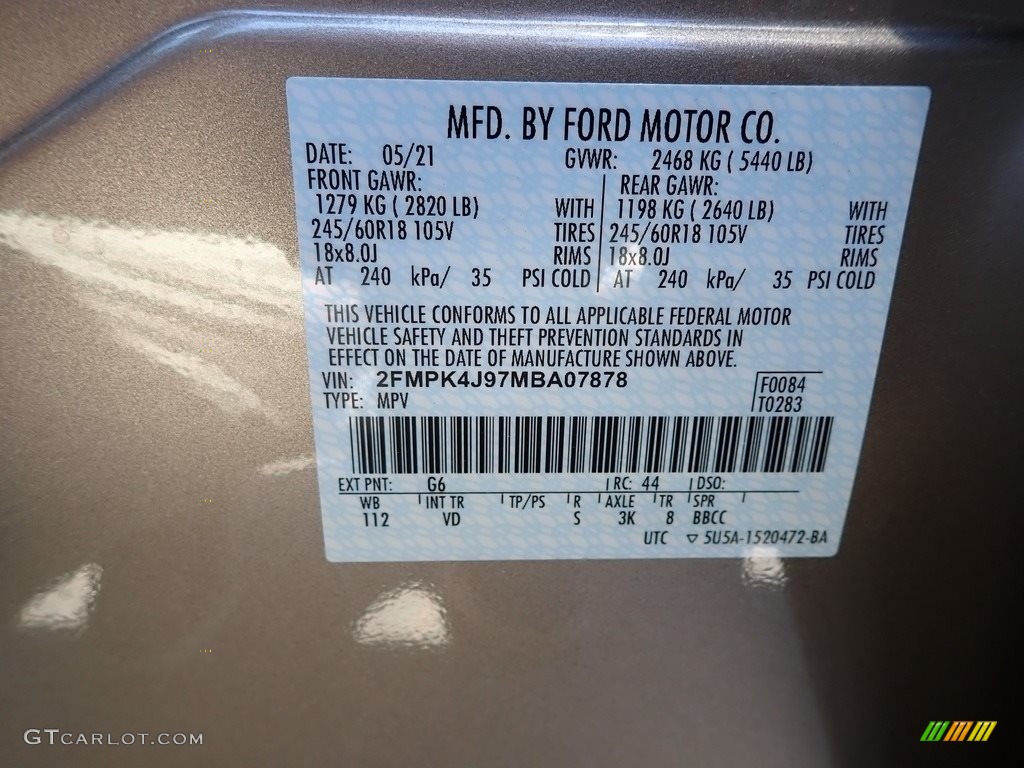 MFD. BY FORD MOTOR CO.
DATE: 05/21 GVWR: 2468 KG ( 5440 LB)
FRONT GAWR: REAR GAWR:
1279 KG ( 2820 LB) WITH 1198 KG ( 2640 LB) WITH
245/60R18 105V TIRES 245/60R18 105V TIRES
18x8.0J RIMS 18x8.0J RIMS
AT 240 kPa/ 35 PSI COLD AT 240 kPa/ 35 PSI COLD
THIS VEHICLE CONFORMS TO ALL APPLICABLE FEDERAL MOTOR
VEHICLE SAFETY AND THEFT PREVENTION STANDARDS IN
EFFECT ON THE DATE OF MANUFACTURE SHOWN ABOVE.
VIN: 2FMPK4J97MBA07878 F0084
TYPE: MPV T0283
EXT PNT: G6 RC: 44 DSO:
WB INT TR TP/PS R AXLE TR SPR
112 VD S 3K 8 BBCC
UTC ▽ 5U5A-1520472-BA
GTCARLOT.COM